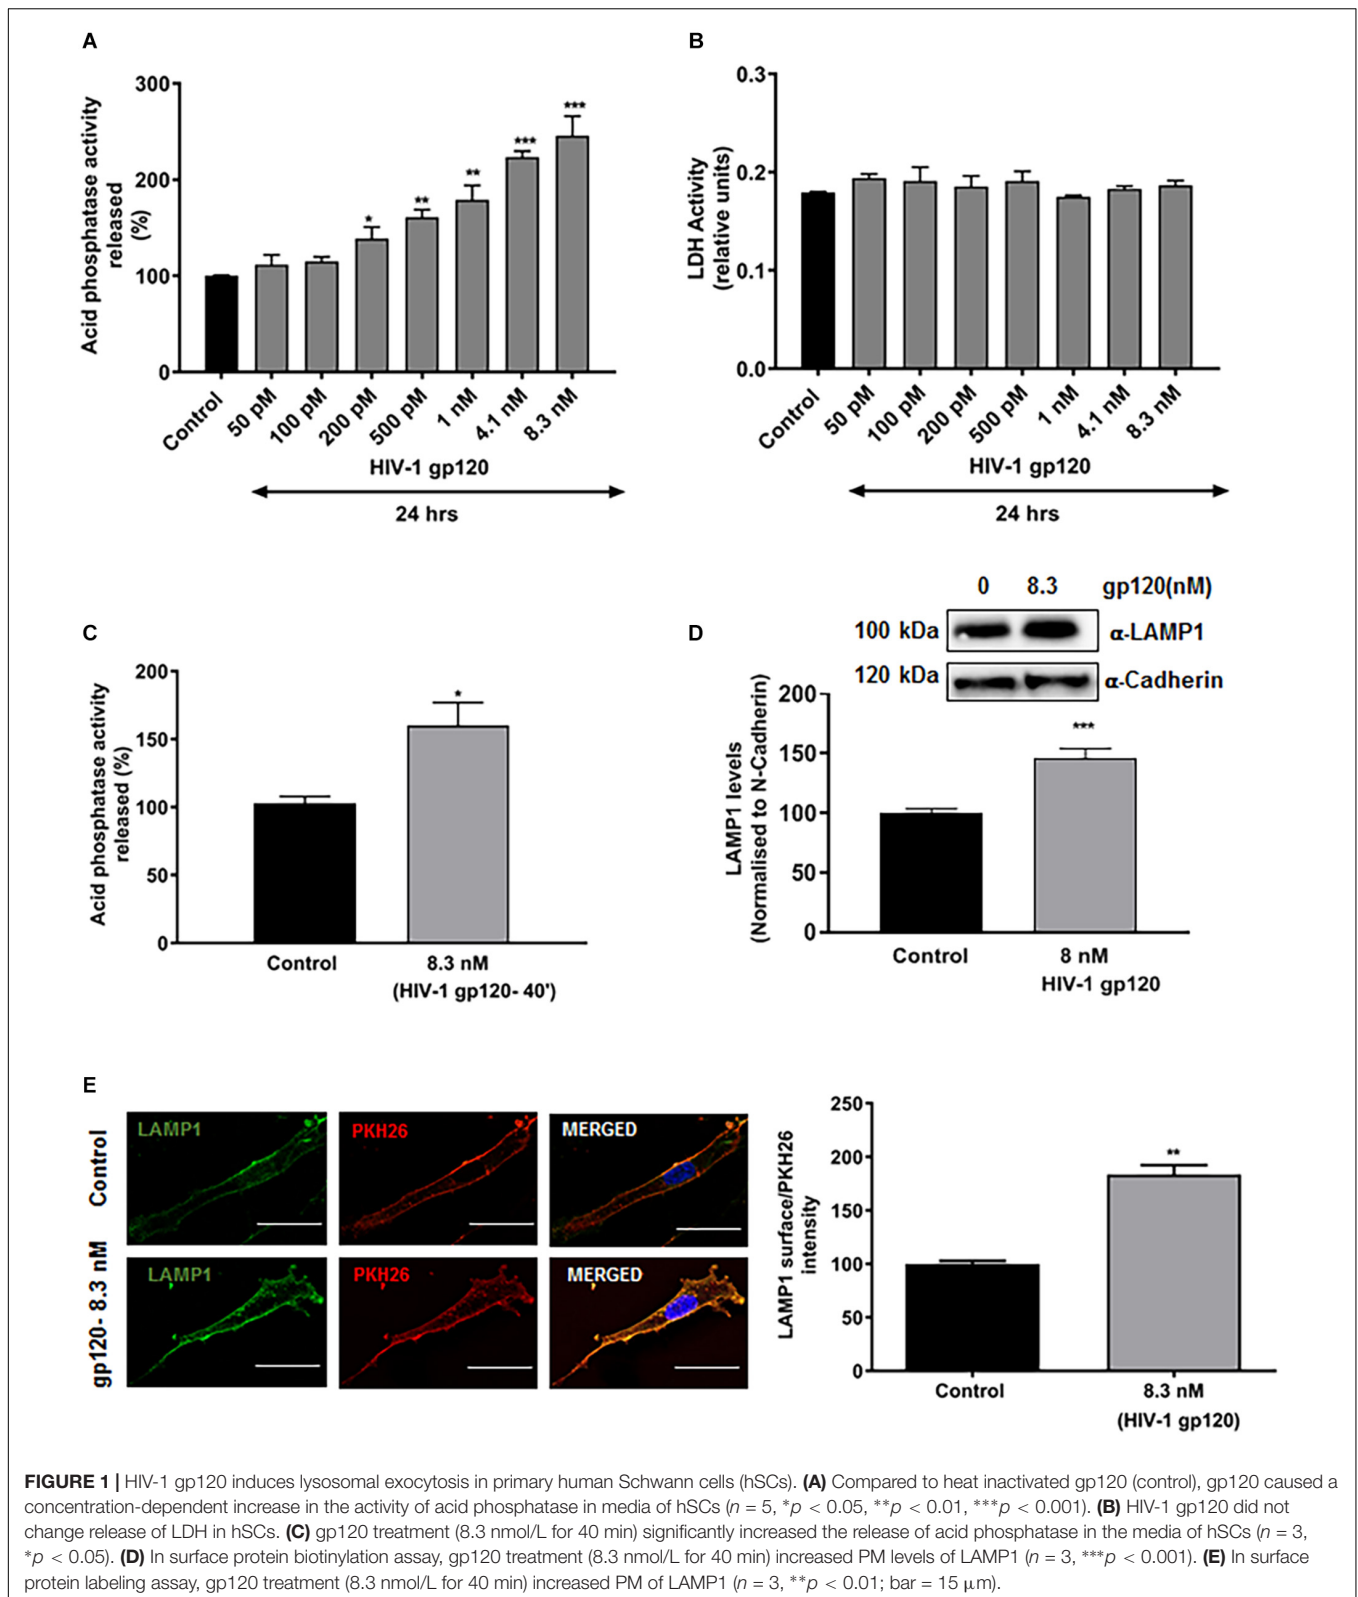 A
Acid phosphatase activity
released
(%)
300
200
100
0
*
**
**
***
***
Control
50 pM
100 pM
200 pM
500 pM
1 nM
4.1 nM
8.3 nM
HIV-1 gp120
24 hrs
B
LDH Activity
(relative units)
0.3
0.2
0.1
0.0
Control
50 pM
100 pM
200 pM
500 pM
1 nM
4.1 nM
8.3 nM
HIV-1 gp120
24 hrs
C
Acid phosphatase activity
released (%)
200
150
100
50
0
*
Control
8.3 nM
(HIV-1 gp120- 40')
D
0 8.3 gp120(nM)
100 kDa α-LAMP1
120 kDa α-Cadherin
LAMP1 levels
(Normalised to N-Cadherin)
200
150
100
50
0
***
Control
8 nM
HIV-1 gp120
E
Control
LAMP1
PKH26
MERGED
gp120- 8.3 nM
LAMP1
PKH26
MERGED
LAMP1 surface/PKH26
intensity
250
200
150
100
50
0
**
Control
8.3 nM
(HIV-1 gp120)
FIGURE 1 | HIV-1 gp120 induces lysosomal exocytosis in primary human Schwann cells (hSCs). (A) Compared to heat inactivated gp120 (control), gp120 caused a
concentration-dependent increase in the activity of acid phosphatase in media of hSCs (n = 5, *p < 0.05, **p < 0.01, ***p < 0.001). (B) HIV-1 gp120 did not
change release of LDH in hSCs. (C) gp120 treatment (8.3 nmol/L for 40 min) significantly increased the release of acid phosphatase in the media of hSCs (n = 3,
*p < 0.05). (D) In surface protein biotinylation assay, gp120 treatment (8.3 nmol/L for 40 min) increased PM levels of LAMP1 (n = 3, ***p < 0.001). (E) In surface
protein labeling assay, gp120 treatment (8.3 nmol/L for 40 min) increased PM of LAMP1 (n = 3, **p < 0.01; bar = 15 μm).